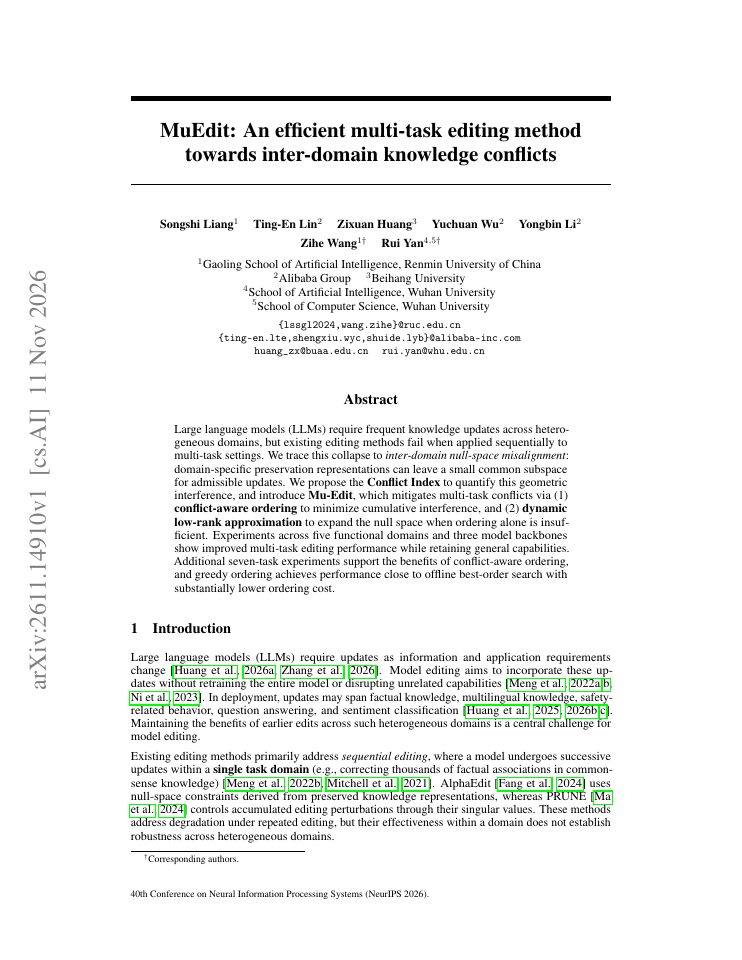 MuEdit: An efficient multi-task editing method
towards inter-domain knowledge conflicts
Songshi Liang1 Ting-En Lin2 Zixuan Huang3 Yuchuan Wu2 Yongbin Li2
Zihe Wang1† Rui Yan4,5†
1Gaoling School of Artificial Intelligence, Renmin University of China
2Alibaba Group 3Beihang University
4School of Artificial Intelligence, Wuhan University
5School of Computer Science, Wuhan University
{lssgl2024,wang.zihe}@ruc.edu.cn
{ting-en.lte,shengxiu.wyc,shuide.lyb}@alibaba-inc.com
huang_zx@buaa.edu.cn rui.yan@whu.edu.cn
arXiv:2611.14910v1 [cs.AI] 11 Nov 2026
Abstract
Large language models (LLMs) require frequent knowledge updates across hetero-
geneous domains, but existing editing methods fail when applied sequentially to
multi-task settings. We trace this collapse to inter-domain null-space misalignment:
domain-specific preservation representations can leave a small common subspace
for admissible updates. We propose the Conflict Index to quantify this geometric
interference, and introduce Mu-Edit, which mitigates multi-task conflicts via (1)
conflict-aware ordering to minimize cumulative interference, and (2) dynamic
low-rank approximation to expand the null space when ordering alone is insuf-
ficient. Experiments across five functional domains and three model backbones
show improved multi-task editing performance while retaining general capabilities.
Additional seven-task experiments support the benefits of conflict-aware ordering,
and greedy ordering achieves performance close to offline best-order search with
substantially lower ordering cost.
1 Introduction
Large language models (LLMs) require updates as information and application requirements
change [Huang et al., 2026a, Zhang et al., 2026]. Model editing aims to incorporate these up-
dates without retraining the entire model or disrupting unrelated capabilities [Meng et al., 2022a,b,
Ni et al., 2023]. In deployment, updates may span factual knowledge, multilingual knowledge, safety-
related behavior, question answering, and sentiment classification [Huang et al., 2025, 2026b,c].
Maintaining the benefits of earlier edits across such heterogeneous domains is a central challenge for
model editing.
Existing editing methods primarily address sequential editing, where a model undergoes successive
updates within a single task domain (e.g., correcting thousands of factual associations in common-
sense knowledge) [Meng et al., 2022b, Mitchell et al., 2021]. AlphaEdit [Fang et al., 2024] uses
null-space constraints derived from preserved knowledge representations, whereas PRUNE [Ma
et al., 2024] controls accumulated editing perturbations through their singular values. These methods
address degradation under repeated editing, but their effectiveness within a domain does not establish
robustness across heterogeneous domains.
†Corresponding authors.
40th Conference on Neural Information Processing Systems (NeurIPS 2026).